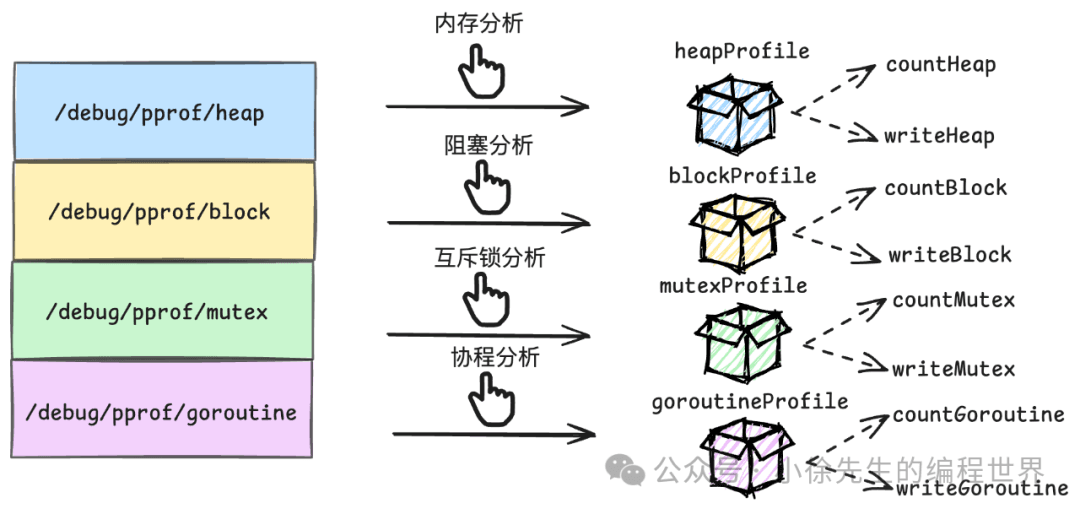 /debug/pprof/heap
内存分析
heapProfile
countHeap
writeHeap
/debug/pprof/block
阻塞分析
blockProfile
countBlock
writeBlock
/debug/pprof/mutex
互斥锁分析
mutexProfile
countMutex
writeMutex
/debug/pprof/goroutine
协程分析
goroutineProfile
countGoroutine
writeGoroutine
公众号·小徐先生的编程世界